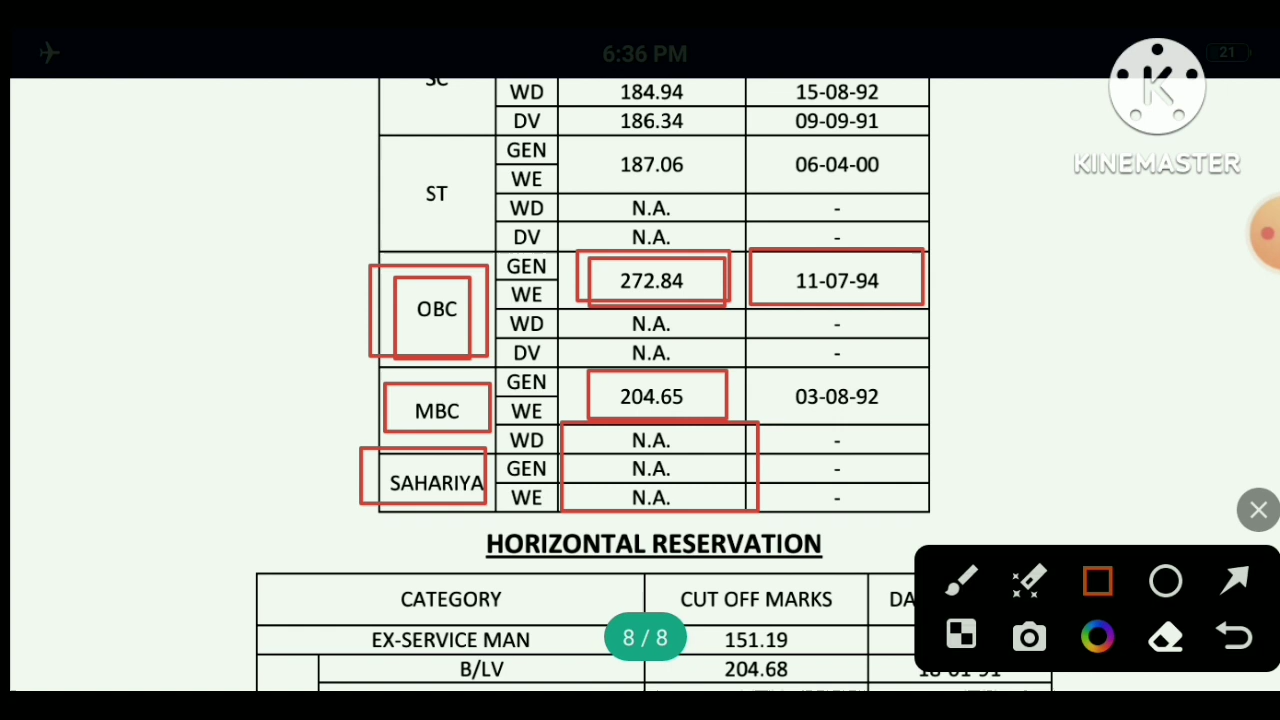 6:36 PM
21
K
KINEMASTER
SC
WD 184.94 15-08-92
DV 186.34 09-09-91
ST
GEN
WE
187.06 06-04-00
WD N.A. -
DV N.A. -
OBC
GEN
WE
272.84 11-07-94
WD N.A. -
DV N.A. -
MBC
GEN
WE
204.65 03-08-92
WD N.A. -
SAHARIYA
GEN N.A. -
WE N.A. -
HORIZONTAL RESERVATION
CATEGORY CUT OFF MARKS DA
EX-SERVICE MAN 151.19
8 / 8
B/LV 204.68